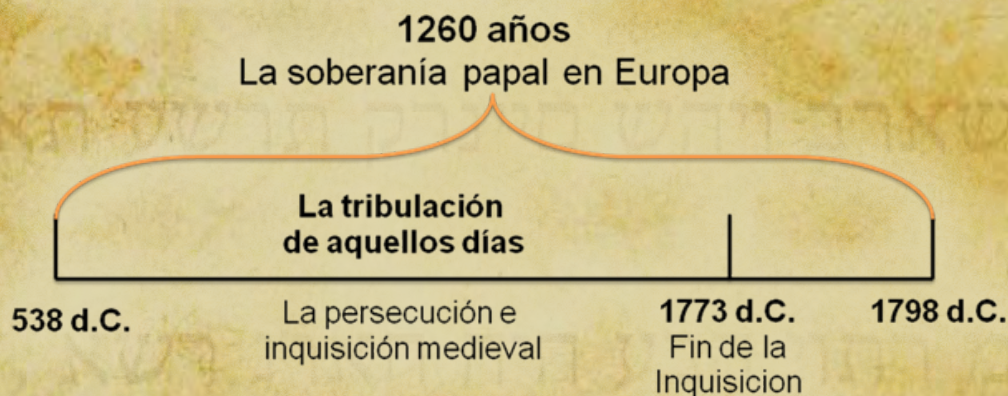 1260 años
La soberanía papal en Europa
La tribulación
de aquellos días
538 d.C.
La persecución e
inquisición medieval
1773 d.C.
Fin de la
Inquisicion
1798 d.C.